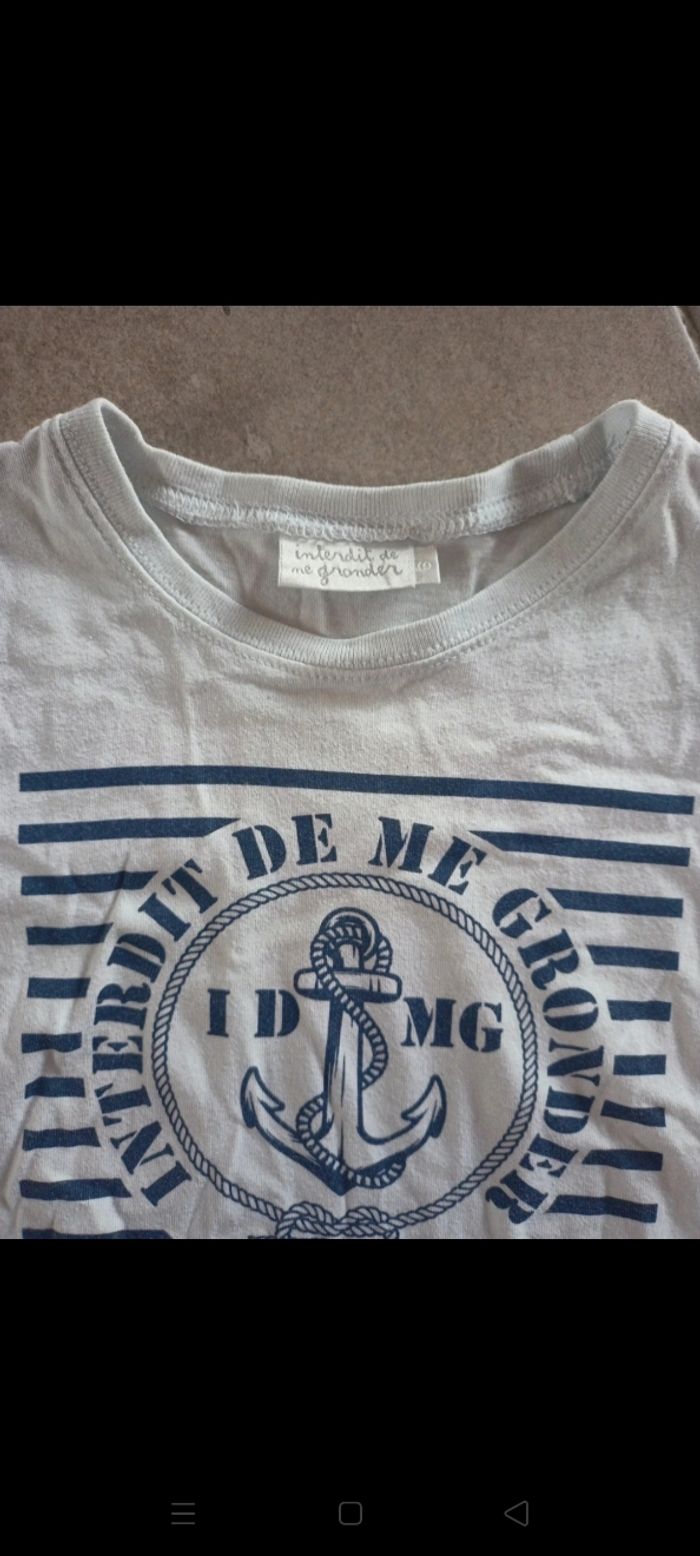 interdit de
me gronder
INTERDIT DE ME GRONDER
I D MG